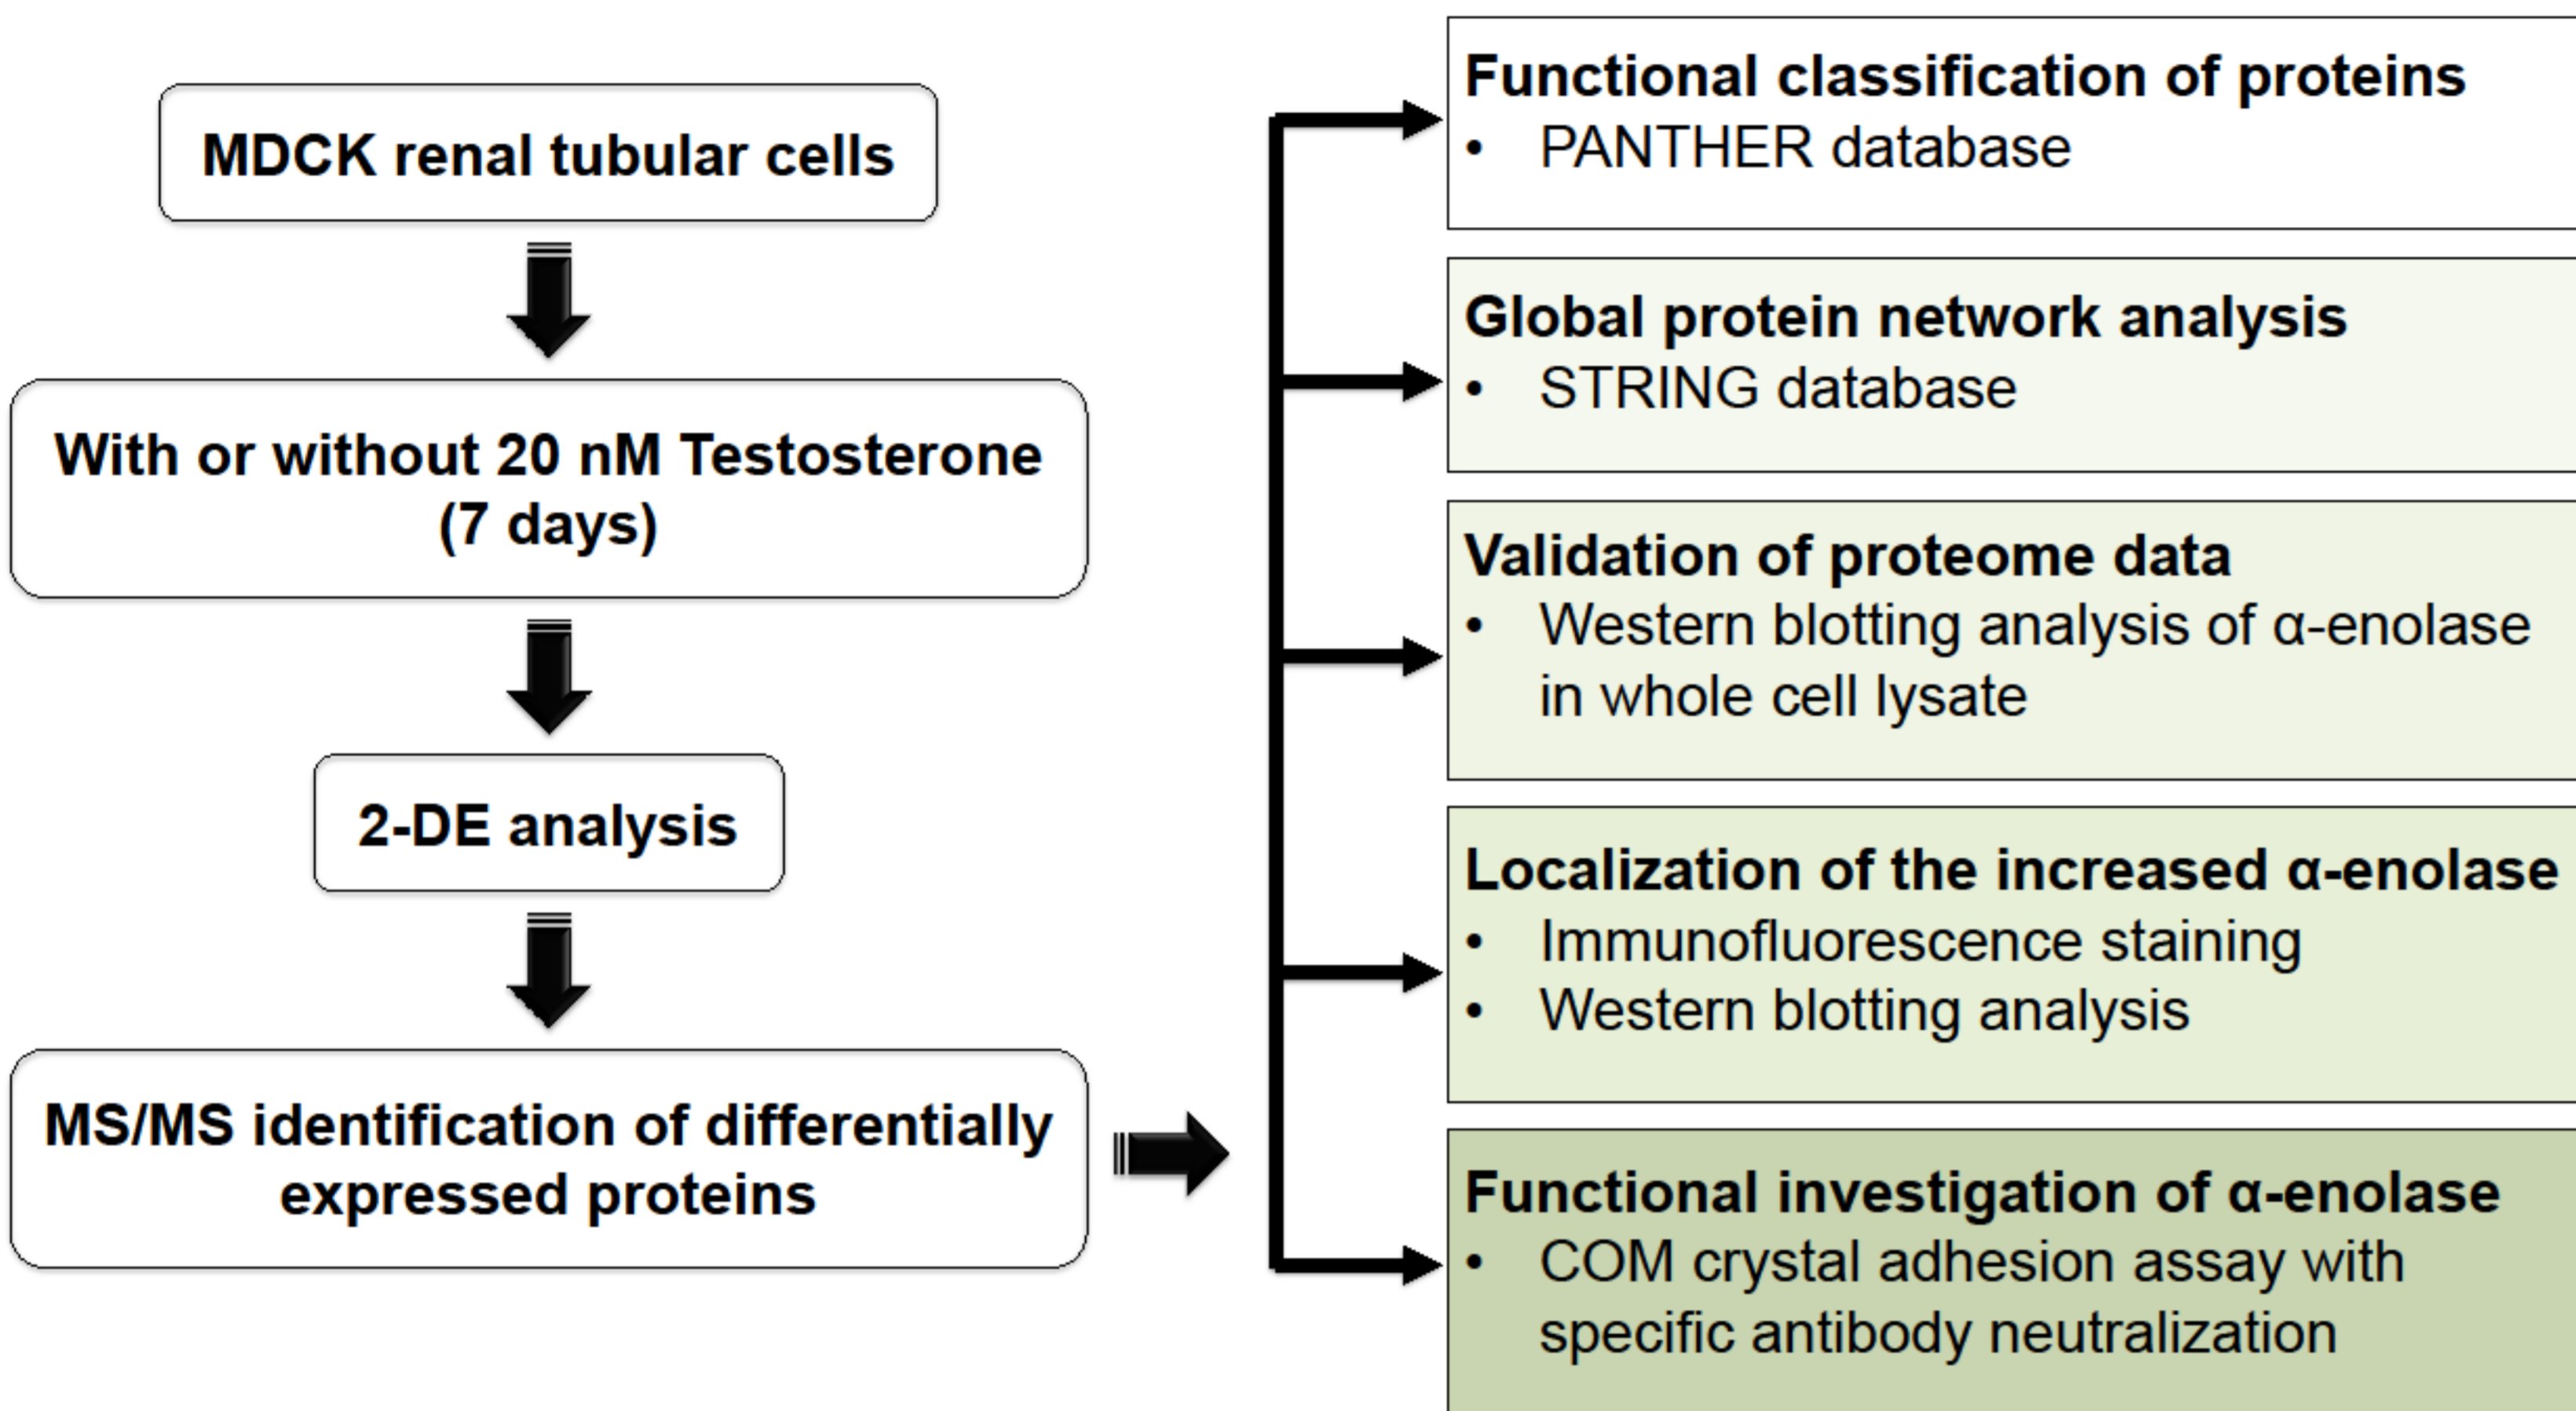 MDCK renal tubular cells
With or without 20 nM Testosterone
(7 days)
2-DE analysis
MS/MS identification of differentially
expressed proteins
Functional classification of proteins
• PANTHER database
Global protein network analysis
• STRING database
Validation of proteome data
• Western blotting analysis of α-enolase
in whole cell lysate
Localization of the increased α-enolase
• Immunofluorescence staining
• Western blotting analysis
Functional investigation of α-enolase
• COM crystal adhesion assay with
specific antibody neutralization